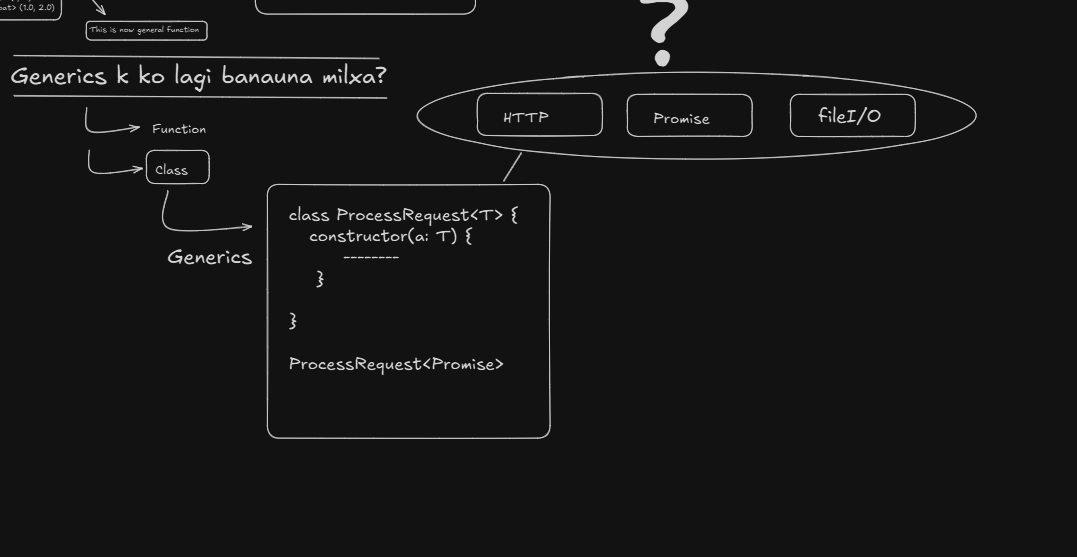 (1.0, 2.0)
This is now general function
?
Generics k ko lagi banauna milxa?
HTTP
Promise
fileI/O
Function
Class
Generics
class ProcessRequest<T> {
constructor(a: T) {
--------
}
}
ProcessRequest<Promise>